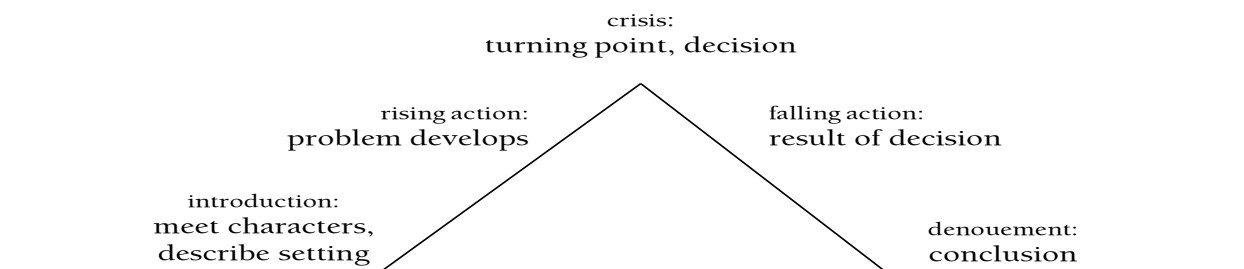 crisis:
turning point, decision
rising action:
problem develops
falling action:
result of decision
introduction:
meet characters,
describe setting
denouement:
conclusion